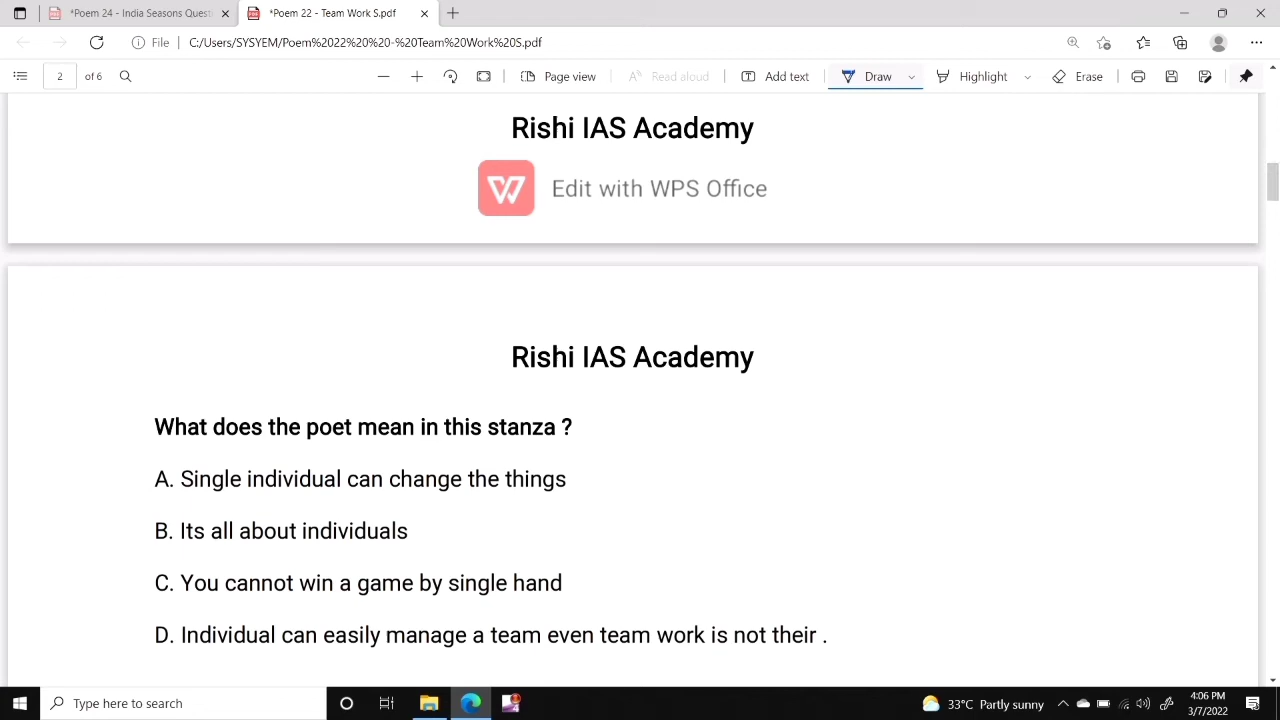 *Poem 24 - India Seasons Quest
*Poem 22 - Team Work S.pdf
File | C:/Users/SYSYEM/Poem%2022%20%20-%20Team%20Work%20S.pdf
2 of 6 Page view Read aloud Add text Draw Highlight Erase
Rishi IAS Academy
Edit with WPS Office
Rishi IAS Academy
What does the poet mean in this stanza ?
A. Single individual can change the things
B. Its all about individuals
C. You cannot win a game by single hand
D. Individual can easily manage a team even team work is not their .
Type here to search
33°C Partly sunny
4:06 PM
3/7/2022